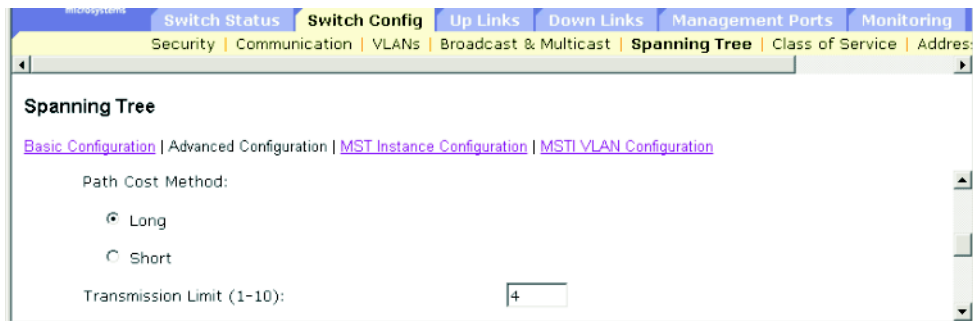 microsystems
Switch Status Switch Config Up Links Down Links Management Ports Monitoring
Security | Communication | VLANs | Broadcast & Multicast | Spanning Tree | Class of Service | Addres
Spanning Tree
Basic Configuration | Advanced Configuration | MST Instance Configuration | MSTI VLAN Configuration
Path Cost Method:
Long
Short
Transmission Limit (1-10): 4